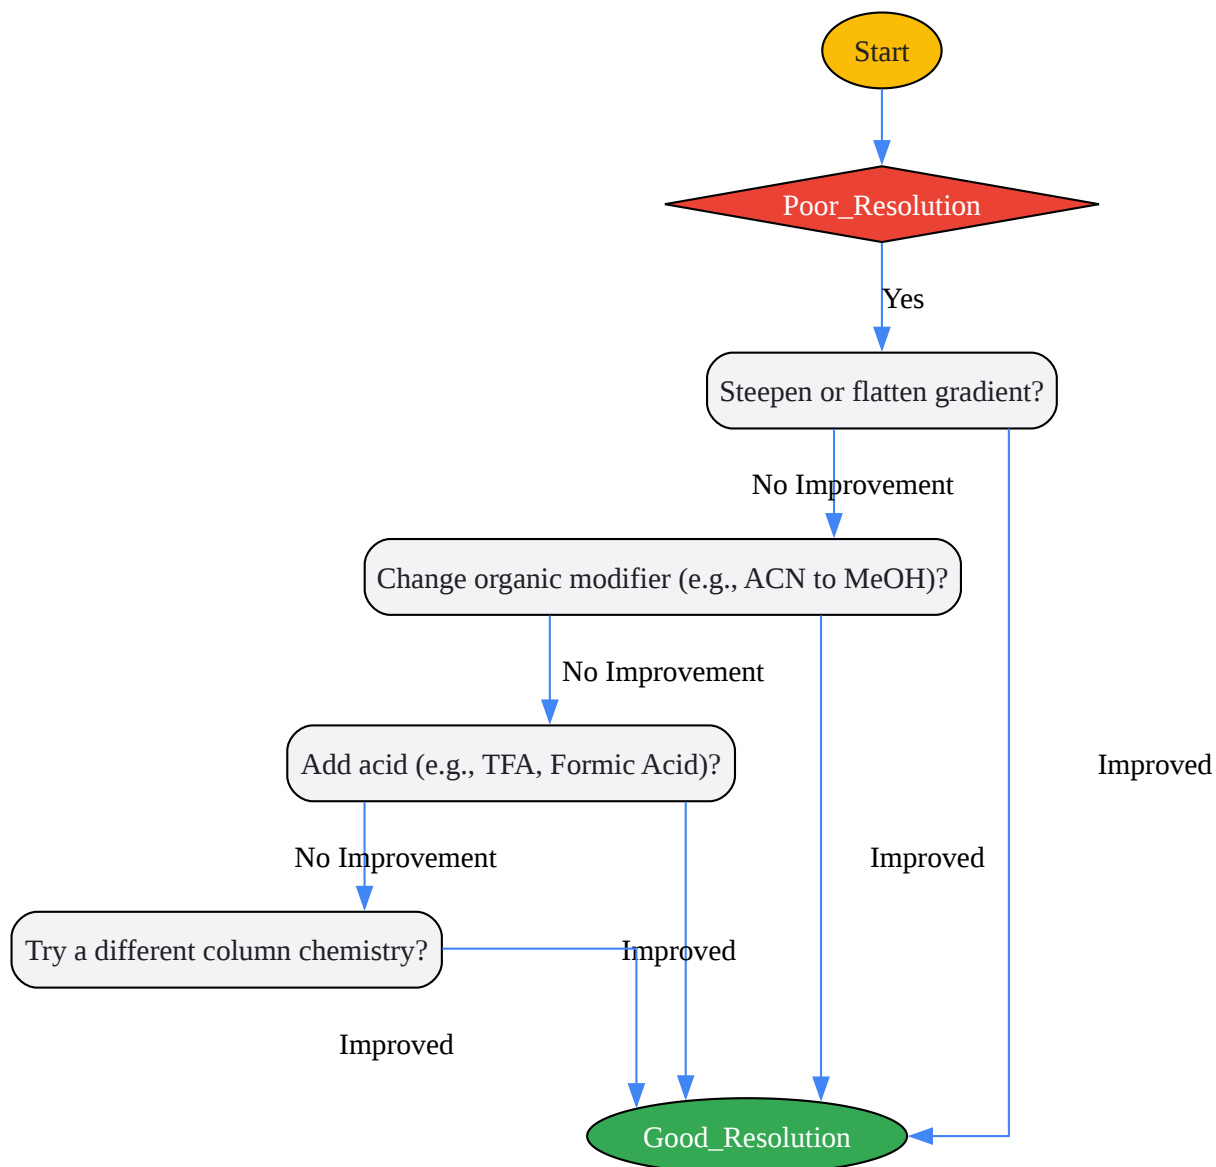 Start
Poor_Resolution
Yes
Steepen or flatten gradient?
No Improvement
Change organic modifier (e.g., ACN to MeOH)?
No Improvement
Add acid (e.g., TFA, Formic Acid)?
Improved
No Improvement
Improved
Try a different column chemistry?
Improved
Improved
Good_Resolution